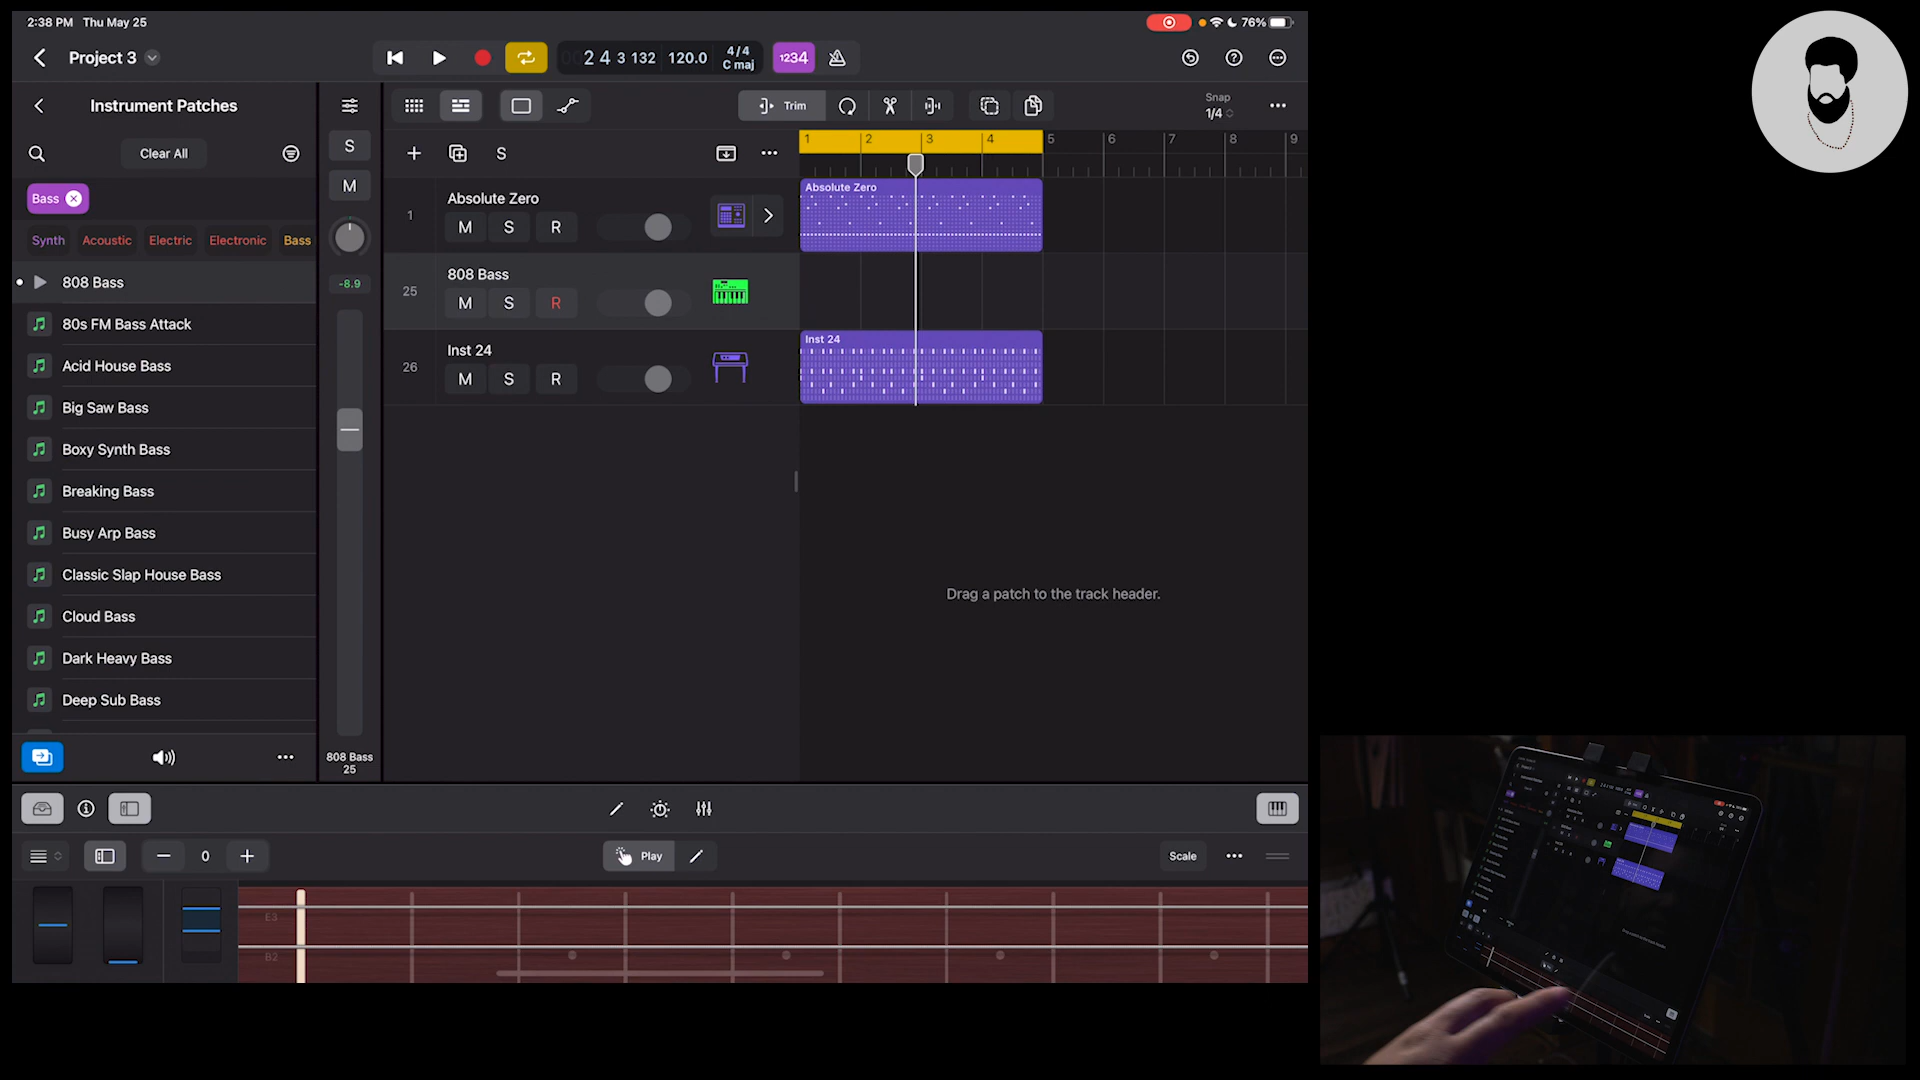 2:38 PM Thu May 25
76%
Project 3
2 4 3 132 120.0 4/4 C maj
1234
Instrument Patches
Clear All
Bass
Synth Acoustic Electric Electronic Bass
808 Bass
80s FM Bass Attack
Acid House Bass
Big Saw Bass
Boxy Synth Bass
Breaking Bass
Busy Arp Bass
Classic Slap House Bass
Cloud Bass
Dark Heavy Bass
Deep Sub Bass
S
M
-8.9
808 Bass
25
Trim
Snap
1/4
S
1 2 3 4 5 6 7 8 9
1
Absolute Zero
M S R
Absolute Zero
25
808 Bass
M S R
26
Inst 24
M S R
Inst 24
Drag a patch to the track header.
0
Play
Scale
E3
B2